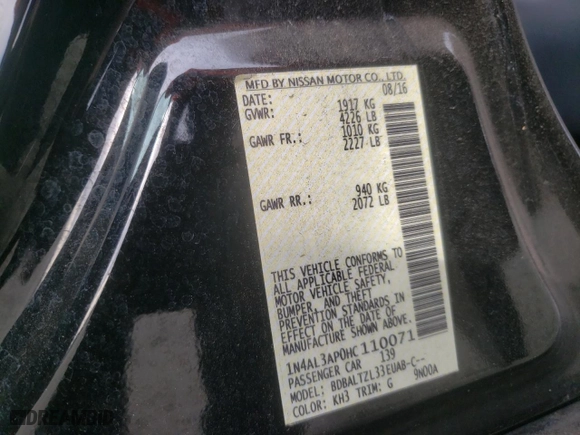 MFD BY NISSAN MOTOR CO., LTD.
DATE: 08/16
GVWR: 1917 KG
4226 LB
GAWR FR.: 1010 KG
2227 LB
GAWR RR.: 940 KG
2072 LB
THIS VEHICLE CONFORMS TO
ALL APPLICABLE FEDERAL
MOTOR VEHICLE SAFETY,
BUMPER, AND THEFT
PREVENTION STANDARDS IN
EFFECT ON THE DATE OF
MANUFACTURE SHOWN ABOVE.
1N4AL3AP0HC110071
PASSENGER CAR 139
MODEL: BDBALTZL33EUAB-C--
COLOR: KH3 TRIM: G 9N00A
IDREAMSTD.COM